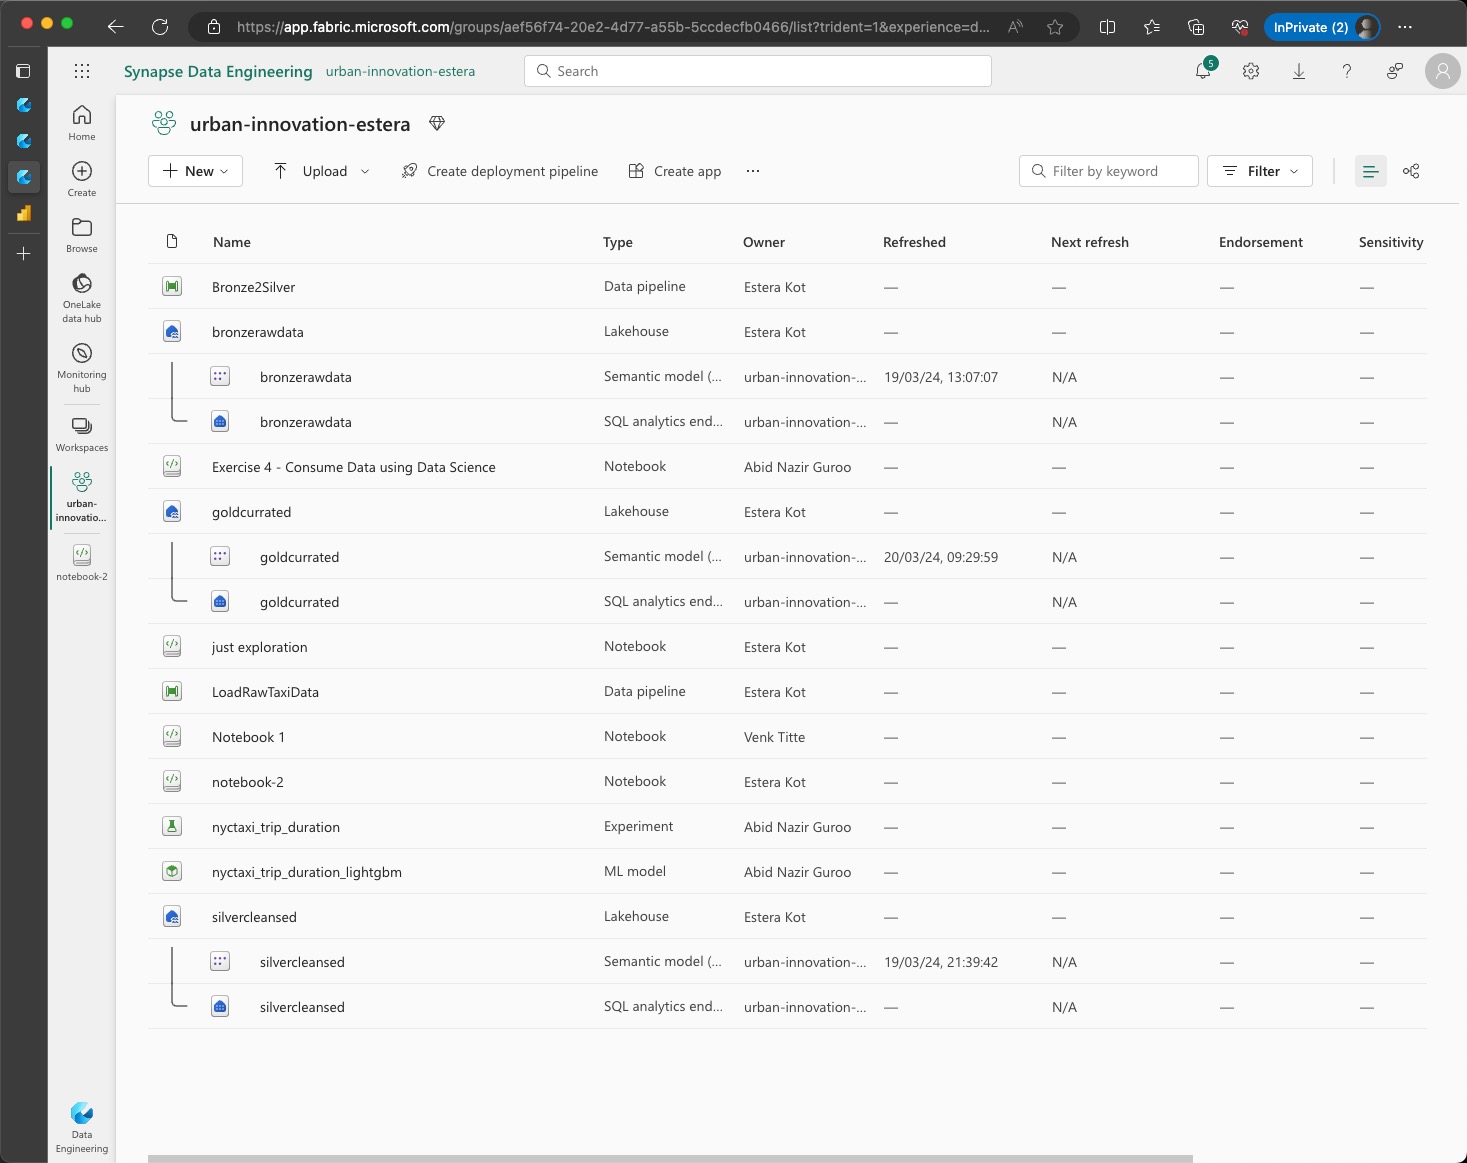 https://app.fabric.microsoft.com/groups/aef56f74-20e2-4d77-a55b-5ccdecfb0466/list?trident=1&experience=d...
InPrivate (2)
Synapse Data Engineering urban-innovation-estera
Search
5
Home
Create
Browse
OneLake
data hub
Monitoring
hub
Workspaces
urban-
innovatio...
notebook-2
Data
Engineering
urban-innovation-estera
New Upload Create deployment pipeline Create app ... Filter by keyword Filter
Name Type Owner Refreshed Next refresh Endorsement Sensitivity
Bronze2Silver Data pipeline Estera Kot — — — —
bronzerawdata Lakehouse Estera Kot — — — —
bronzerawdata Semantic model (... urban-innovation-... 19/03/24, 13:07:07 N/A — —
bronzerawdata SQL analytics end... urban-innovation-... — N/A — —
Exercise 4 - Consume Data using Data Science Notebook Abid Nazir Guroo — — — —
goldcurrated Lakehouse Estera Kot — — — —
goldcurrated Semantic model (... urban-innovation-... 20/03/24, 09:29:59 N/A — —
goldcurrated SQL analytics end... urban-innovation-... — N/A — —
just exploration Notebook Estera Kot — — — —
LoadRawTaxiData Data pipeline Estera Kot — — — —
Notebook 1 Notebook Venk Titte — — — —
notebook-2 Notebook Estera Kot — — — —
nyctaxi_trip_duration Experiment Abid Nazir Guroo — — — —
nyctaxi_trip_duration_lightgbm ML model Abid Nazir Guroo — — — —
silvercleansed Lakehouse Estera Kot — — — —
silvercleansed Semantic model (... urban-innovation-... 19/03/24, 21:39:42 N/A — —
silvercleansed SQL analytics end... urban-innovation-... — N/A — —